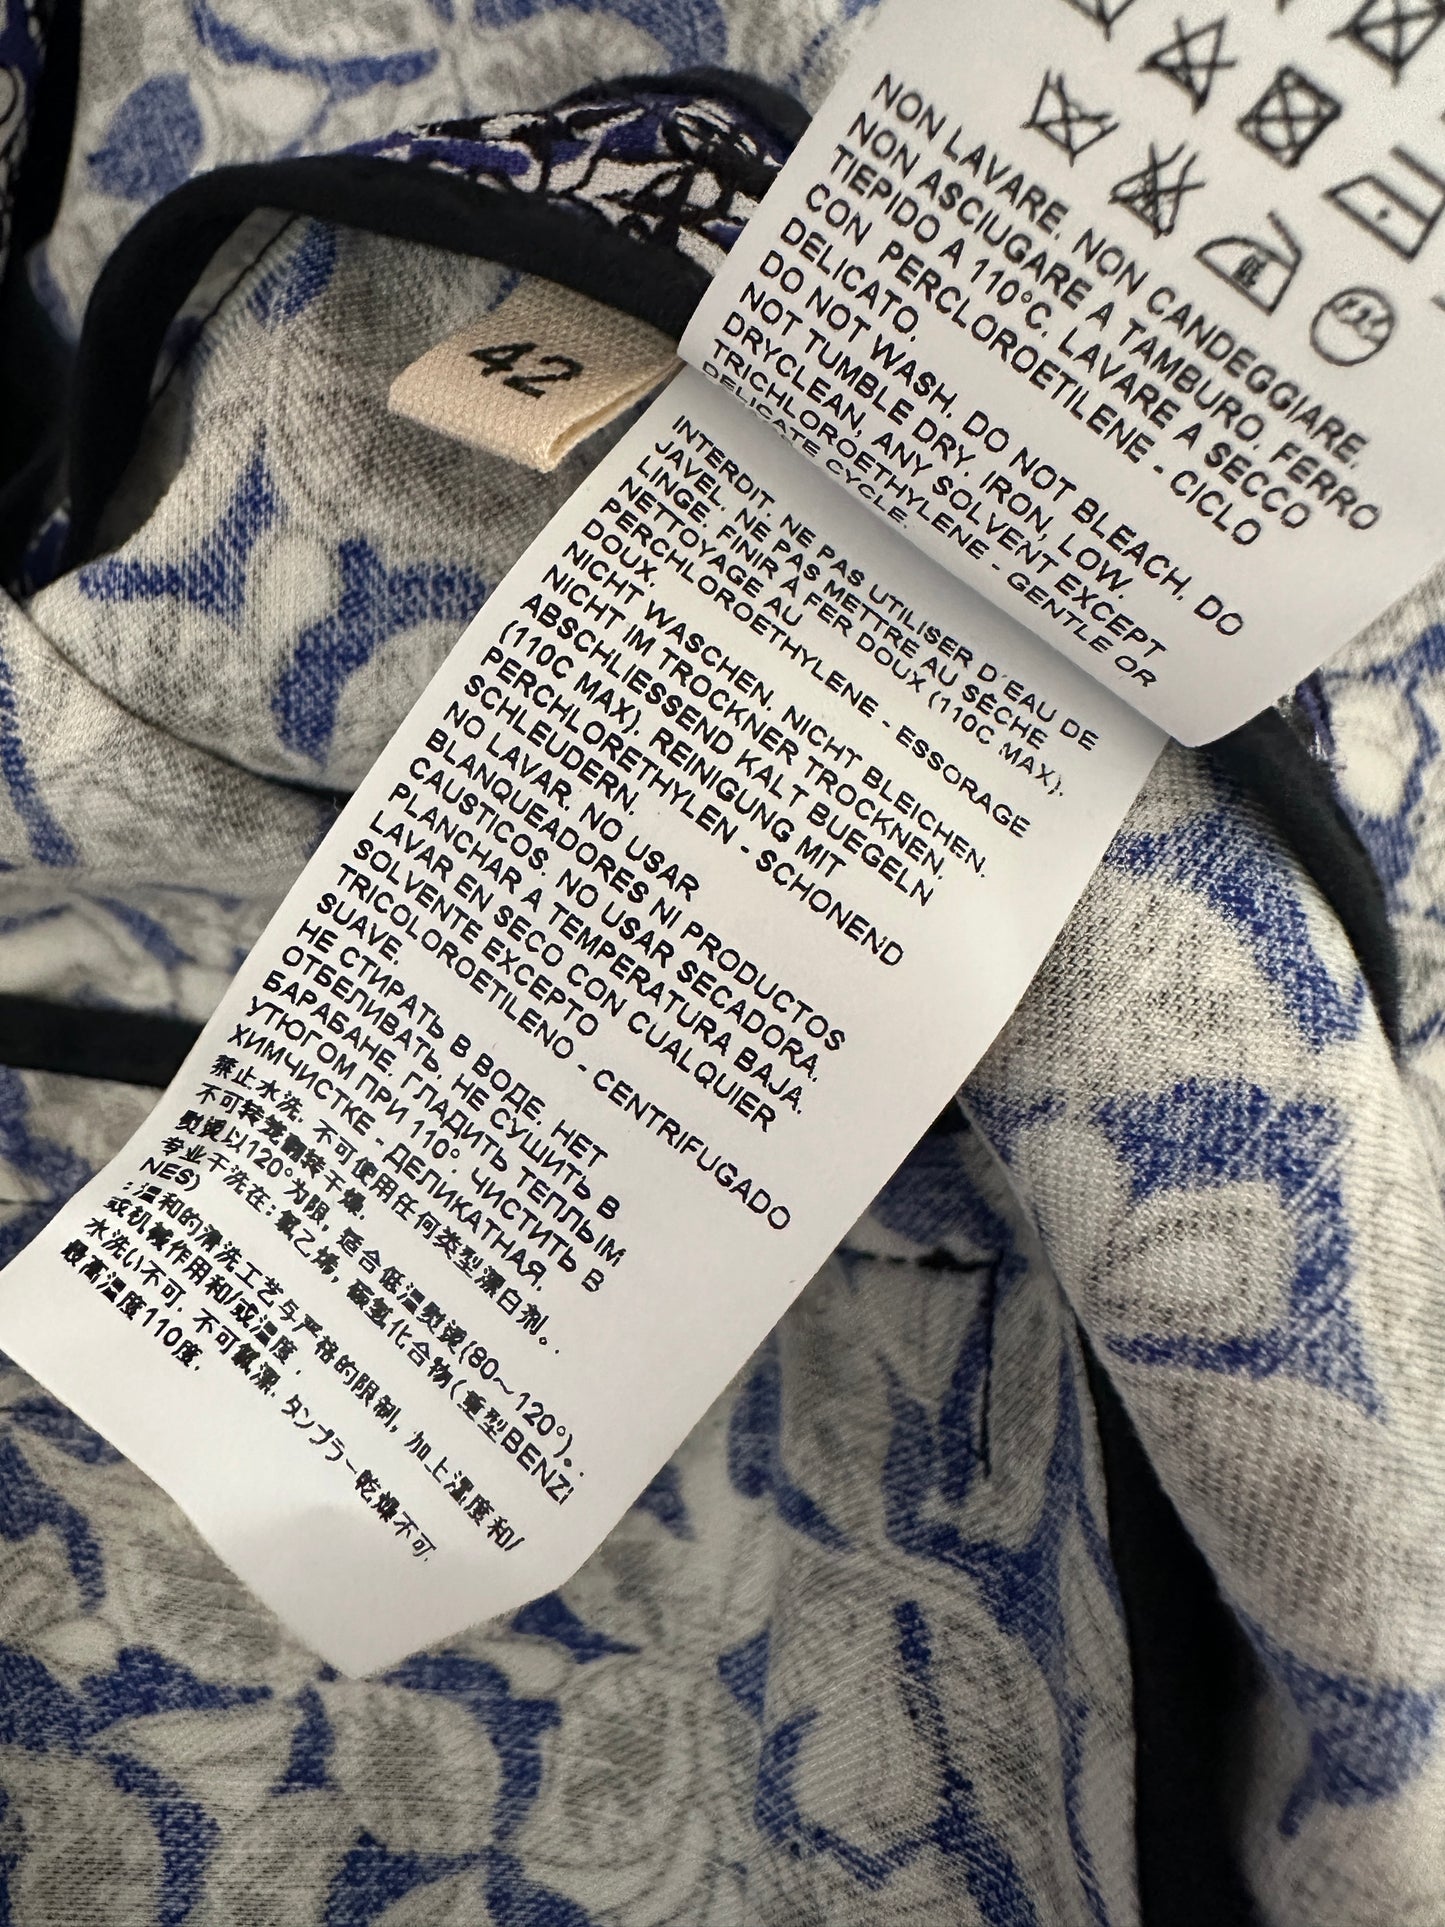 NON LAVARE. NON CANDEGGIARE.
NON ASCIUGARE A TAMBURO. FERRO
TIEPIDO A 110°C. LAVARE A SECCO
CON PERCLOROETILENE - CICLO
DELICATO.
DO NOT WASH. DO NOT BLEACH. DO
NOT TUMBLE DRY. IRON, LOW.
DRYCLEAN, ANY SOLVENT EXCEPT
TRICHLOROETHYLENE - GENTLE OR
DELICATE CYCLE.
42
INTERDIT. NE PAS UTILISER D'EAU DE
JAVEL. NE PAS METTRE AU SÈCHE
LINGE. FINIR À FER DOUX (110C MAX).
NETTOYAGE AU
PERCHLOROETHYLENE - ESSORAGE
DOUX.
NICHT WASCHEN. NICHT BLEICHEN.
NICHT IM TROCKNER TROCKNEN.
ABSCHLIESSEND KALT BUEGELN
(110C MAX). REINIGUNG MIT
PERCHLORETHYLEN - SCHONEND
SCHLEUDERN.
NO LAVAR. NO USAR
BLANQUEADORES NI PRODUCTOS
CAUSTICOS. NO USAR SECADORA.
PLANCHAR A TEMPERATURA BAJA.
LAVAR EN SECO CON CUALQUIER
SOLVENTE EXCEPTO
TRICOLOROETILENO - CENTRIFUGADO
SUAVE.
НЕ СТИРАТЬ В ВОДЕ. НЕТ
ОТБЕЛИВАТЬ. НЕ СУШИТЬ В
БАРАБАНЕ. ГЛАДИТЬ ТЕПЛЫМ
УТЮГОМ ПРИ 110°. ЧИСТИТЬ В
ХИМЧИСТКЕ - ДЕЛИКАТНАЯ.
禁止水洗. 不可使用任何类型漂白剂。.
不可转笼翻转干燥.
熨烫以120°为限, 适合低温熨烫(80～120°).
专业干洗在: 氯乙烯, 碳氢化合物(重型BENZI
NES)
:温和的清洗工艺与严格的限制, 加上湿度和/
或机械作用和/或温度.
水洗い不可. 不可氯漂. タンブラー乾燥不可.
最高温度110度.